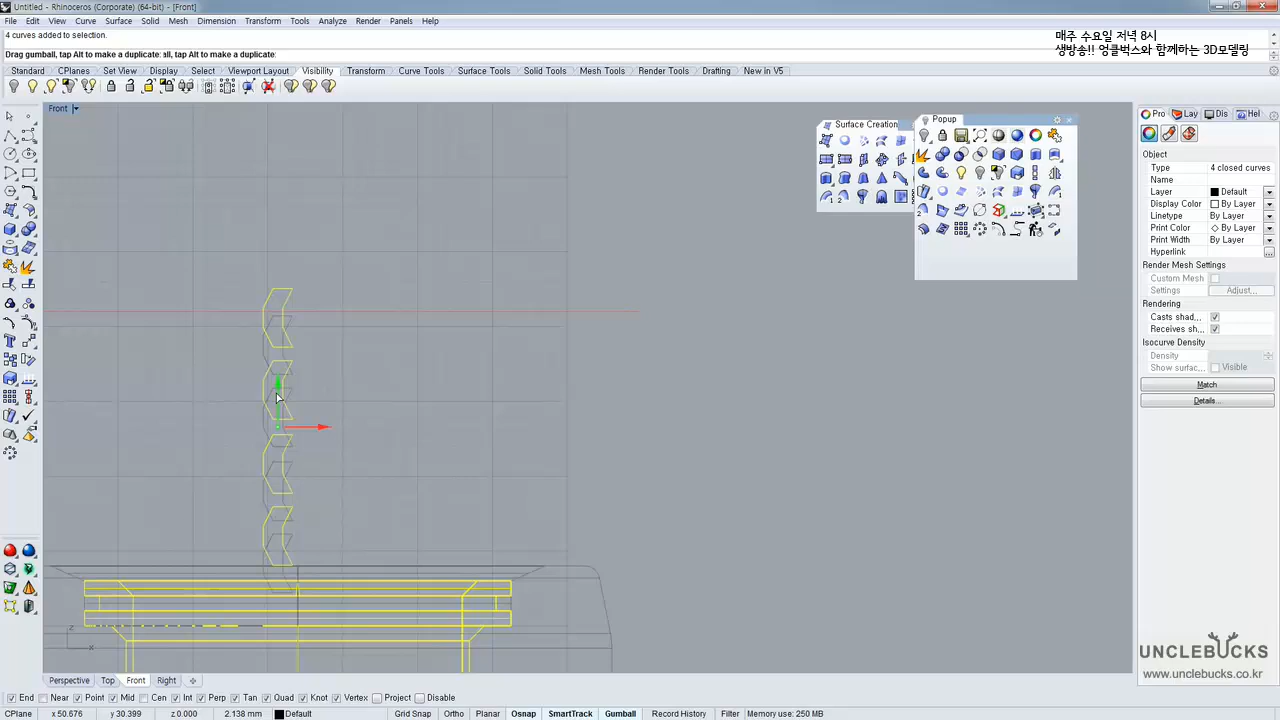 Untitled - Rhinoceros (Corporate) (64-bit) - [Front]
File Edit View Curve Surface Solid Mesh Dimension Transform Tools Analyze Render Panels Help
4 curves added to selection.
매주 수요일 저녁 8시
생방송!! 엉클벅스와 함께하는 3D모델링
Drag gumball, tap Alt to make a duplicate: all, tap Alt to make a duplicate:
Standard CPlanes Set View Display Select Viewport Layout Visibility Transform Curve Tools Surface Tools Solid Tools Mesh Tools Render Tools Drafting New in V5
Front
Surface Creation
Popup
Pro Lay Dis Hel
Object
Type 4 closed curves
Name
Layer Default
Display Color By Layer
Linetype By Layer
Print Color By Layer
Print Width By Layer
Hyperlink ...
Render Mesh Settings
Custom Mesh
Settings Adjust...
Rendering
Casts shad...
Receives sh...
Isocurve Density
Density
Show surfac... Visible
Match
Details...
z
x
UNCLEBUCKS
www.unclebucks.co.kr
Perspective Top Front Right
End Near Point Mid Cen Int Perp Tan Quad Knot Vertex Project Disable
CPlane x 50.676 y 30.399 z 0.000 2.138 mm Default Grid Snap Ortho Planar Osnap SmartTrack Gumball Record History Filter Memory use: 250 MB